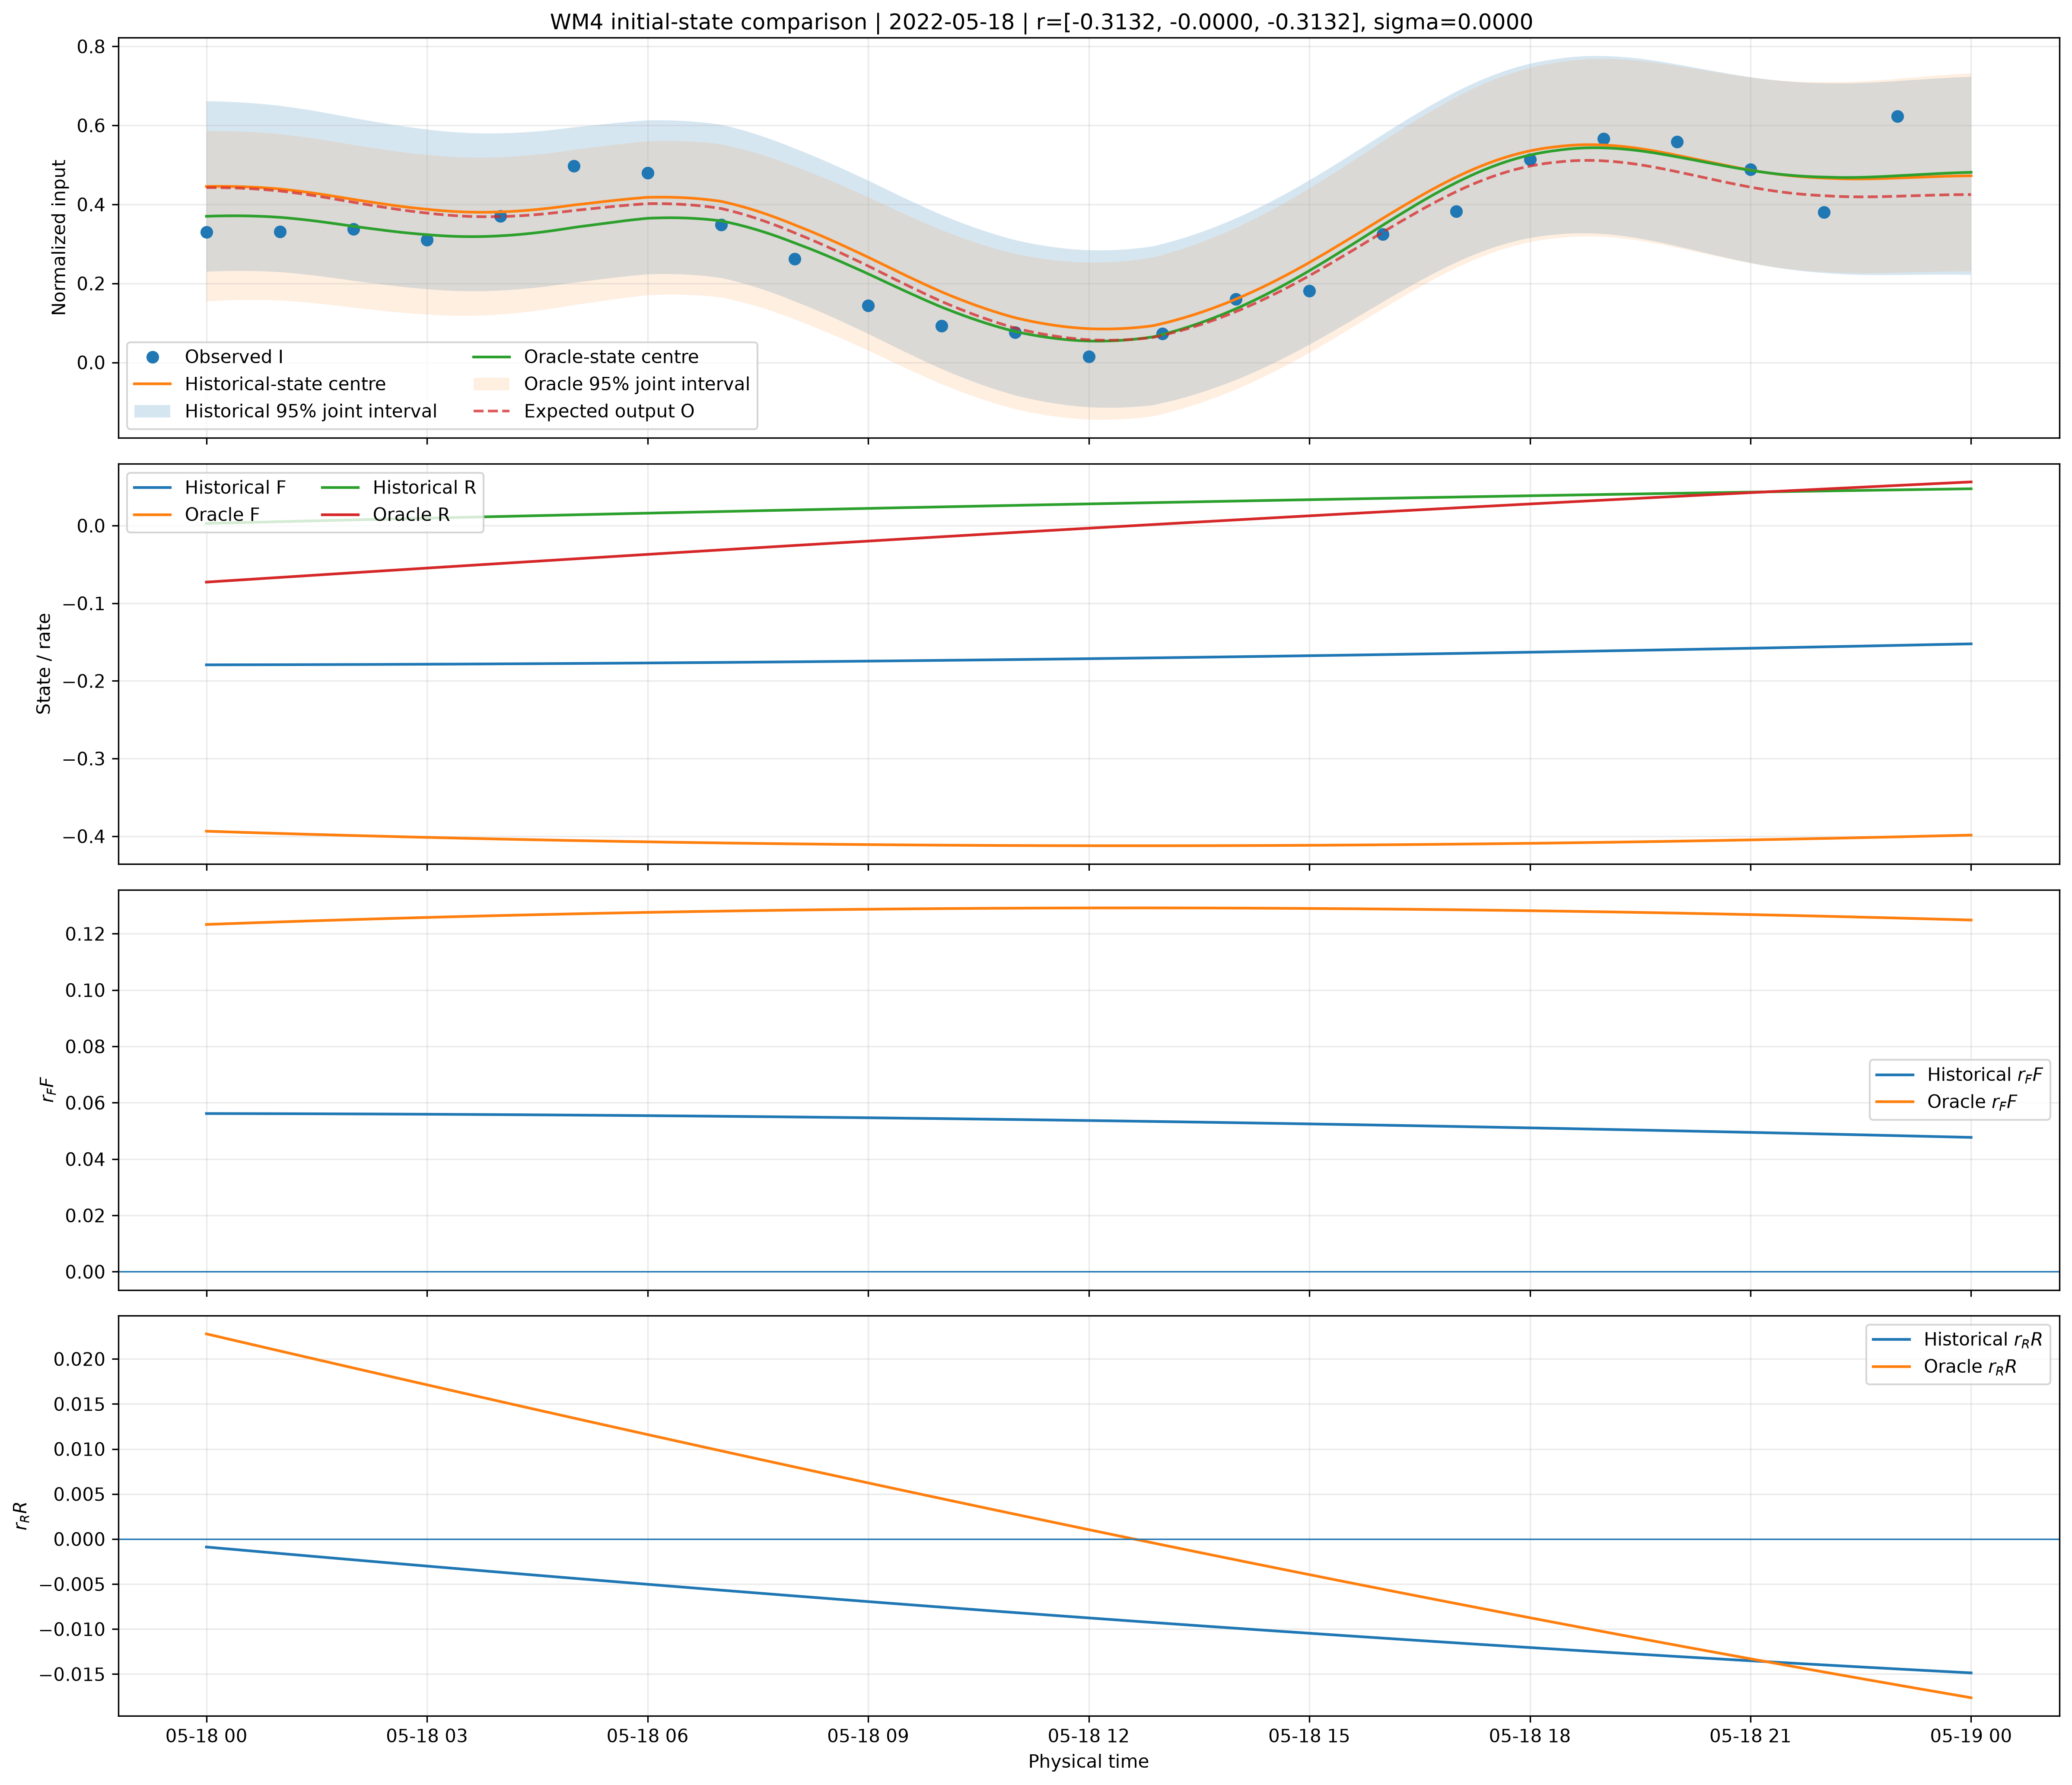 WM4 initial-state comparison | 2022-05-18 | r=[-0.3132, -0.0000, -0.3132], sigma=0.0000
Normalized input
0.8
0.6
0.4
0.2
0.0
Observed I
Historical-state centre
Historical 95% joint interval
Oracle-state centre
Oracle 95% joint interval
Expected output O
State / rate
0.0
−0.1
−0.2
−0.3
−0.4
Historical F
Oracle F
Historical R
Oracle R
r_F F
0.12
0.10
0.08
0.06
0.04
0.02
0.00
Historical r_F F
Oracle r_F F
r_R R
0.020
0.015
0.010
0.005
0.000
−0.005
−0.010
−0.015
Historical r_R R
Oracle r_R R
05-18 00
05-18 03
05-18 06
05-18 09
05-18 12
05-18 15
05-18 18
05-18 21
05-19 00
Physical time